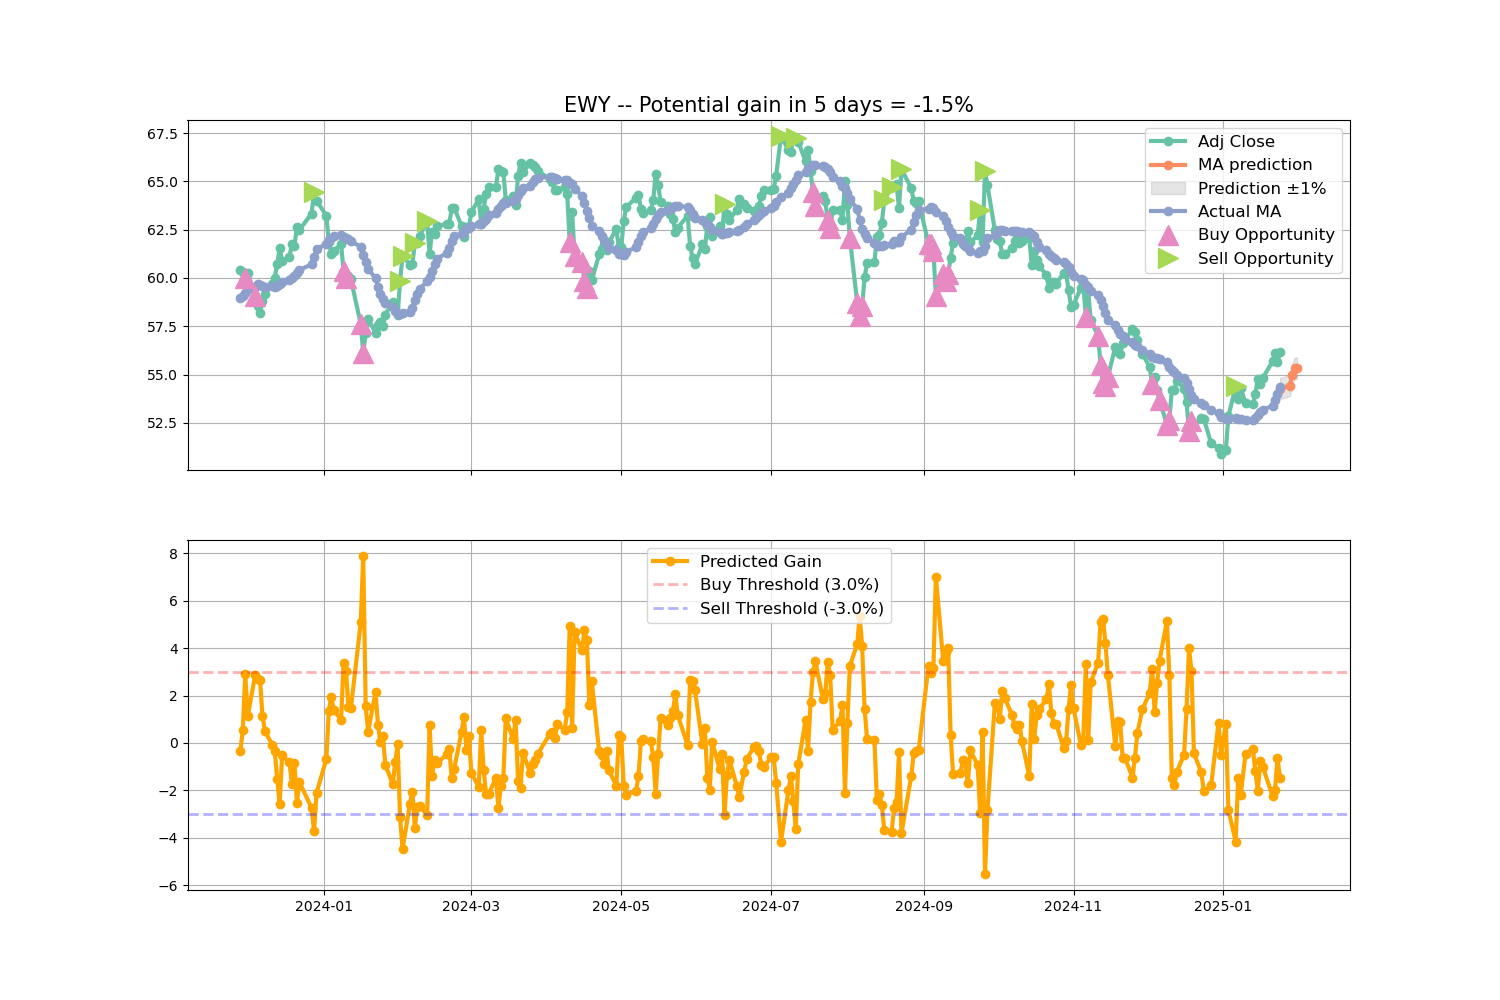 EWY -- Potential gain in 5 days = -1.5%
67.5
65.0
62.5
60.0
57.5
55.0
52.5
Adj Close
MA prediction
Prediction ±1%
Actual MA
Buy Opportunity
Sell Opportunity
8
6
4
2
0
−2
−4
−6
Predicted Gain
Buy Threshold (3.0%)
Sell Threshold (-3.0%)
2024-01
2024-03
2024-05
2024-07
2024-09
2024-11
2025-01